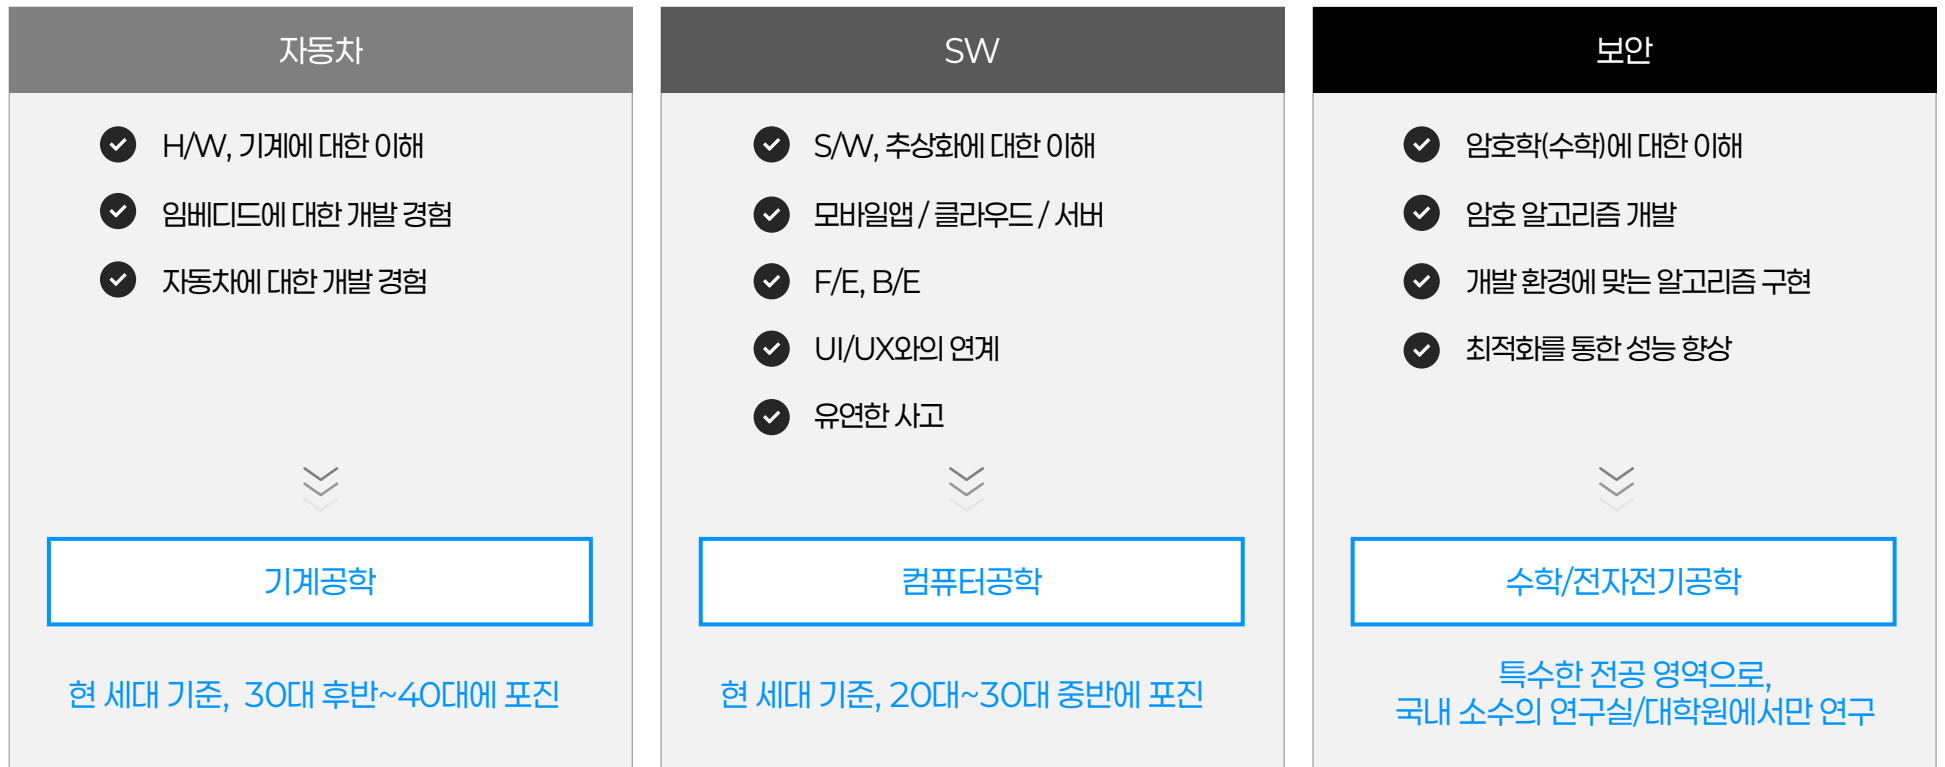 자동차
H/W, 기계에 대한 이해
임베디드에 대한 개발 경험
자동차에 대한 개발 경험
기계공학
현 세대 기준, 30대 후반~40대에 포진
SW
S/W, 추상화에 대한 이해
모바일앱 / 클라우드 / 서버
F/E, B/E
UI/UX와의 연계
유연한 사고
컴퓨터공학
현 세대 기준, 20대~30대 중반에 포진
보안
암호학(수학)에 대한 이해
암호 알고리즘 개발
개발 환경에 맞는 알고리즘 구현
최적화를 통한 성능 향상
수학/전자전기공학
특수한 전공 영역으로,
국내 소수의 연구실/대학원에서만 연구